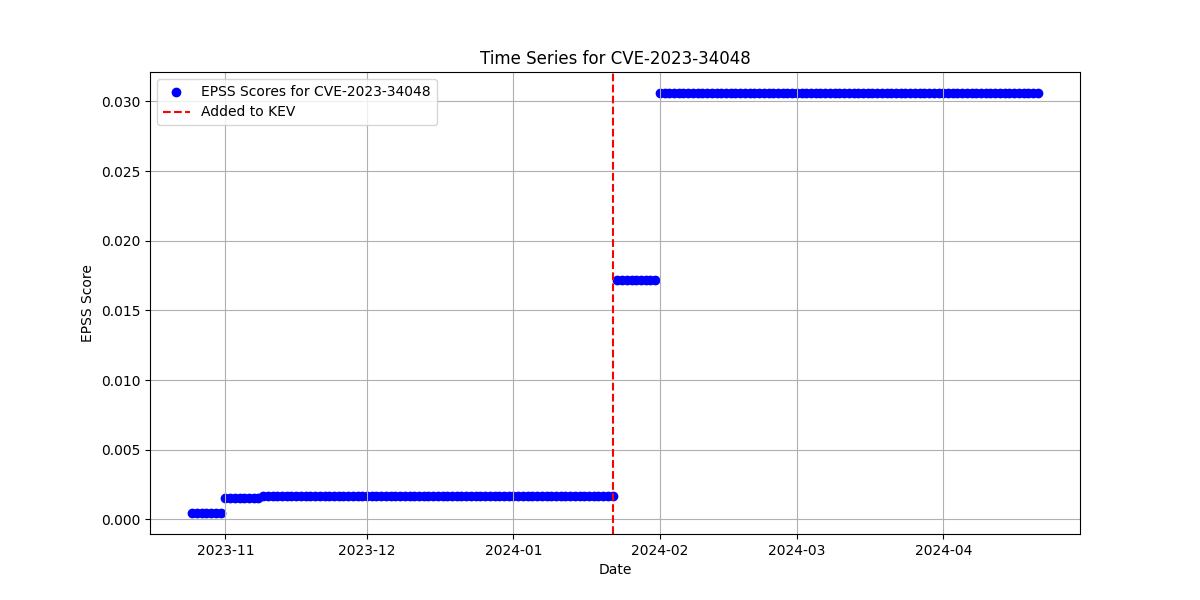 Time Series for CVE-2023-34048
EPSS Scores for CVE-2023-34048
Added to KEV
EPSS Score
0.030
0.025
0.020
0.015
0.010
0.005
0.000
2023-11
2023-12
2024-01
2024-02
2024-03
2024-04
Date